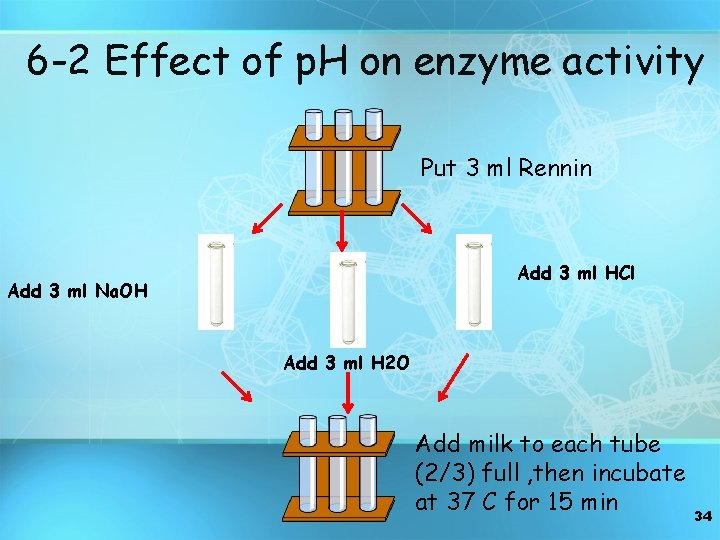 6-2 Effect of p.H on enzyme activity
Put 3 ml Rennin
Add 3 ml HCl
Add 3 ml Na.OH
Add 3 ml H2O
Add milk to each tube
(2/3) full ,then incubate
at 37 C for 15 min
34